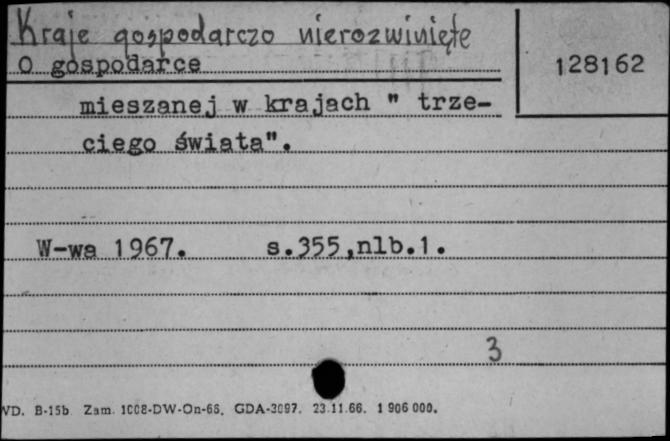 Kraje gospodarczo nierozwinięte
O gospodarce
128162
mieszanej w krajach " trze-
ciego świata".
W-wa 1967. s.355,nlb.1.
3
WD. B-15b Zam. 1008-DW-On-66. GDA-3097. 23.11.66. 1 906 000.